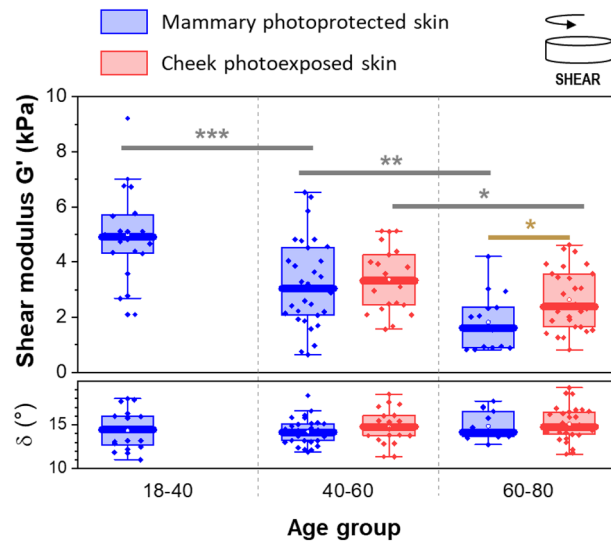 Mammary photoprotected skin
Cheek photoexposed skin
SHEAR
Shear modulus G' (kPa)
10
8
6
4
2
0
***
**
*
*
δ (°)
15
10
18-40
40-60
60-80
Age group